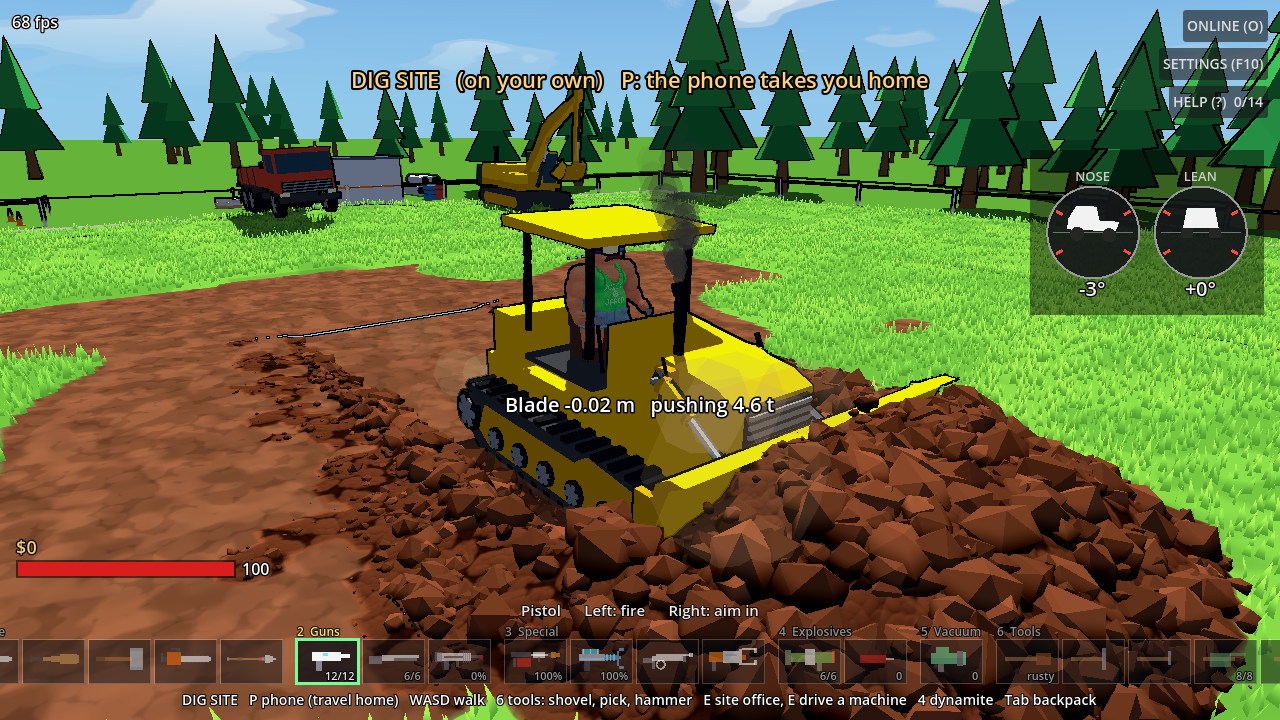 68 fps
ONLINE (O)
SETTINGS (F10)
HELP (?) 0/14
DIG SITE (on your own) P: the phone takes you home
NOSE LEAN
-3° +0°
Blade -0.02 m pushing 4.6 t
$0
100
Pistol Left: fire Right: aim in
2 Guns 3 Special 4 Explosives 5 Vacuum 6 Tools
12/12 6/6 0% 100% 100% 6/6 0 0 rusty 8/8
DIG SITE P phone (travel home) WASD walk 6 tools: shovel, pick, hammer E site office, E drive a machine 4 dynamite Tab backpack